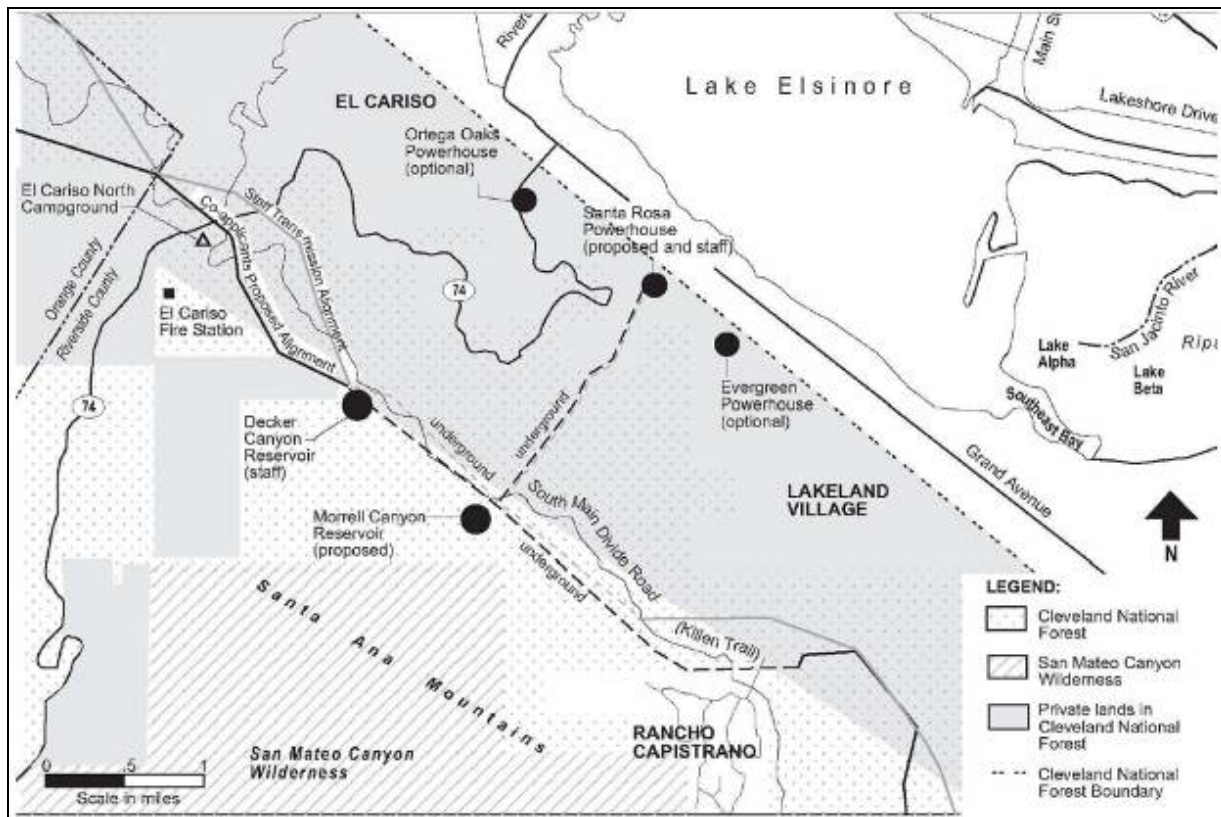 Rivers
Main St
Lake Elsinore
Lakeshore Drive
EL CARISO
Ortega Oaks
Powerhouse
(optional)
El Cariso North
Campground
Staff Transmission Alignment
Co-applicants Proposed Alignment
Santa Rosa
Powerhouse
(proposed and staff)
Orange County
Riverside County
74
El Cariso
Fire Station
San Jacinto River
Lake
Alpha
Lake
Beta
74
Evergreen
Powerhouse
(optional)
Southeast Bay
Decker
Canyon
Reservoir
(staff)
underground
underground
Grand Avenue
LAKELAND
VILLAGE
South Main Divide Road
Morrell Canyon
Reservoir
(proposed)
underground
N
Santa Ana Mountains
(Killen Trail)
RANCHO
CAPISTRANO
San Mateo Canyon
Wilderness
0 .5 1
Scale in miles
LEGEND:
Cleveland National
Forest
San Mateo Canyon
Wilderness
Private lands in
Cleveland National
Forest
Cleveland National
Forest Boundary